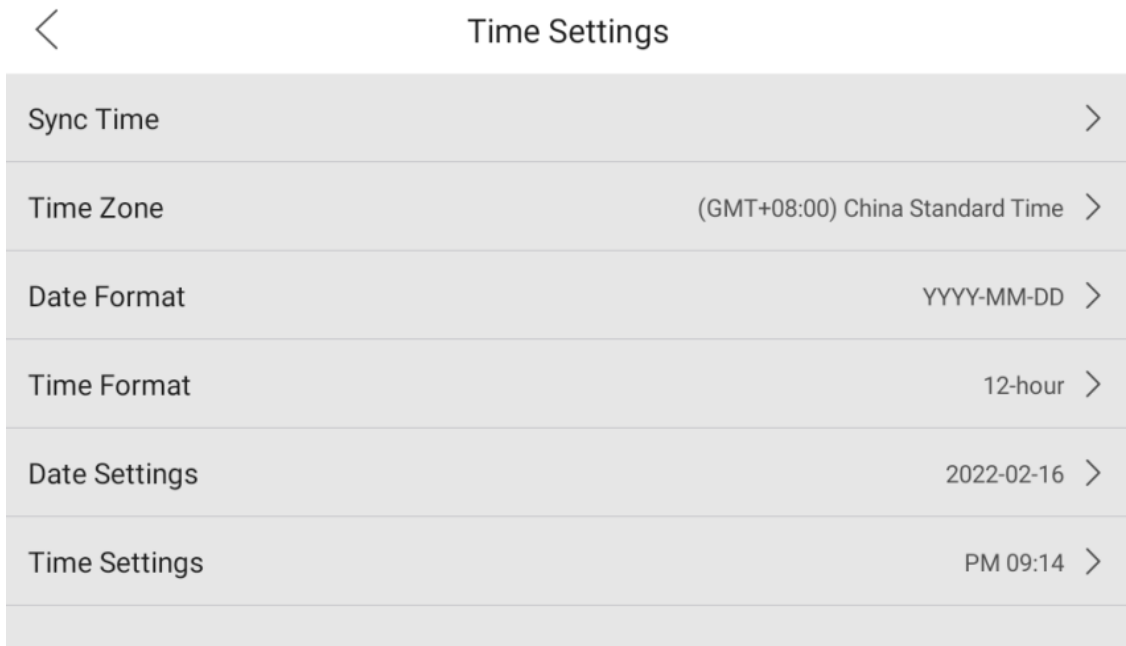 Time Settings
Sync Time
Time Zone (GMT+08:00) China Standard Time
Date Format YYYY-MM-DD
Time Format 12-hour
Date Settings 2022-02-16
Time Settings PM 09:14